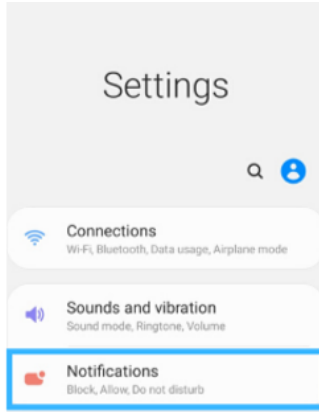 Settings
Connections
Wi-Fi, Bluetooth, Data usage, Airplane mode
Sounds and vibration
Sound mode, Ringtone, Volume
Notifications
Block, Allow, Do not disturb